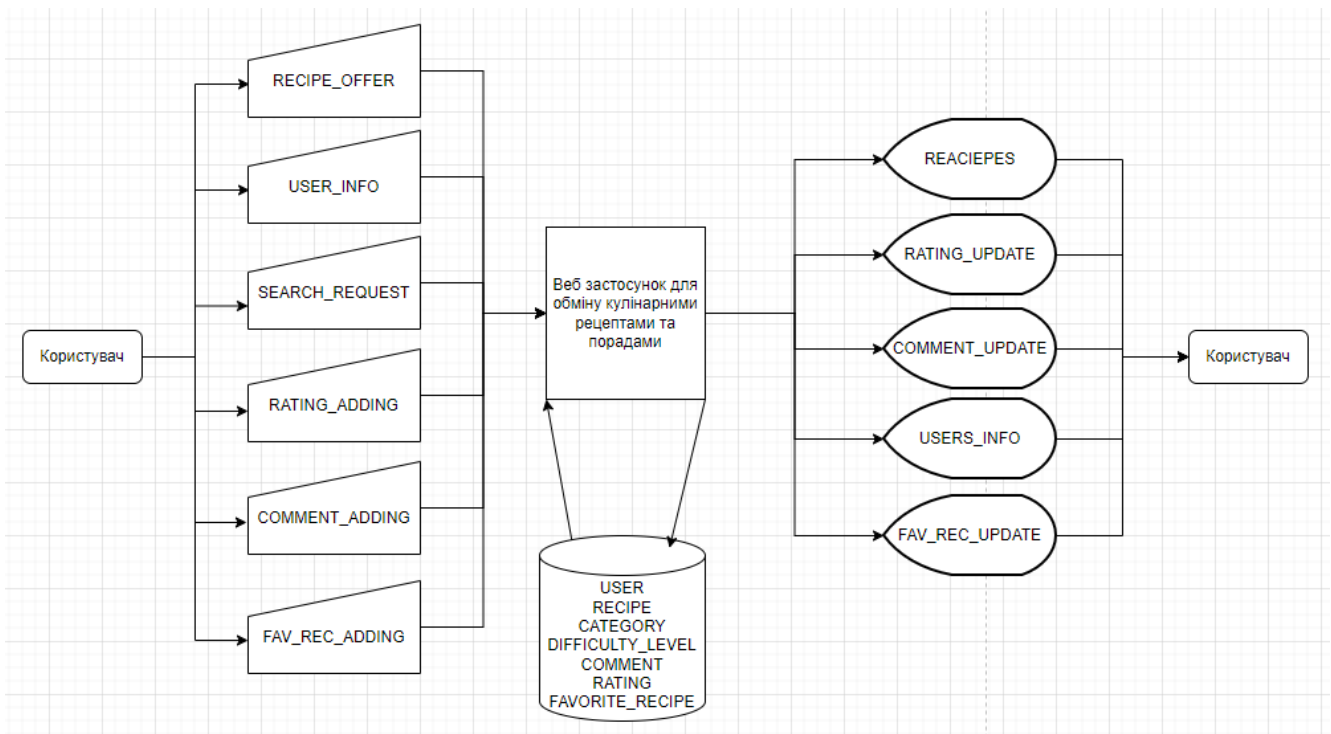 Користувач
RECIPE_OFFER
USER_INFO
SEARCH_REQUEST
RATING_ADDING
COMMENT_ADDING
FAV_REC_ADDING
Веб застосунок для
обміну кулінарними
рецептами та
порадами
USER
RECIPE
CATEGORY
DIFFICULTY_LEVEL
COMMENT
RATING
FAVORITE_RECIPE
REACIEPES
RATING_UPDATE
COMMENT_UPDATE
USERS_INFO
FAV_REC_UPDATE
Користувач